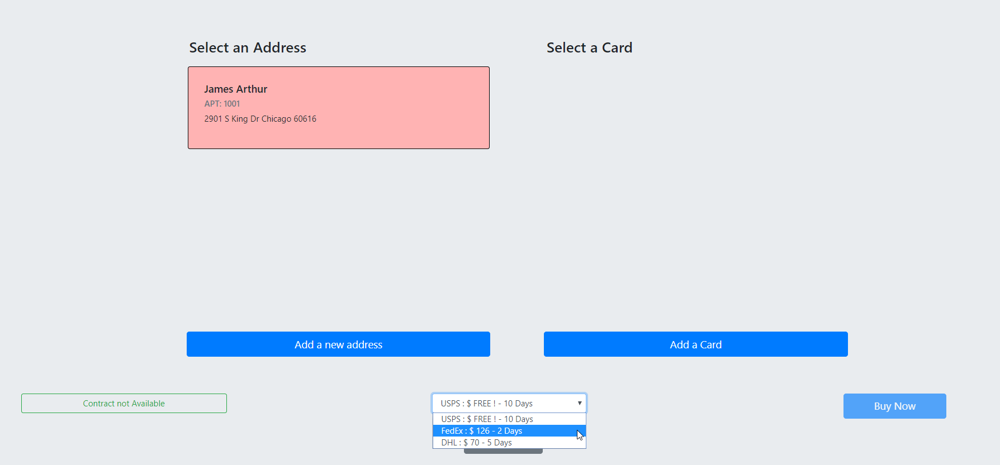 Select an Address
Select a Card
James Arthur
APT: 1001
2901 S King Dr Chicago 60616
Add a new address
Add a Card
Contract not Available
USPS : $ FREE ! - 10 Days
Buy Now
USPS : $ FREE ! - 10 Days
FedEx : $ 126 - 2 Days
DHL : $ 70 - 5 Days